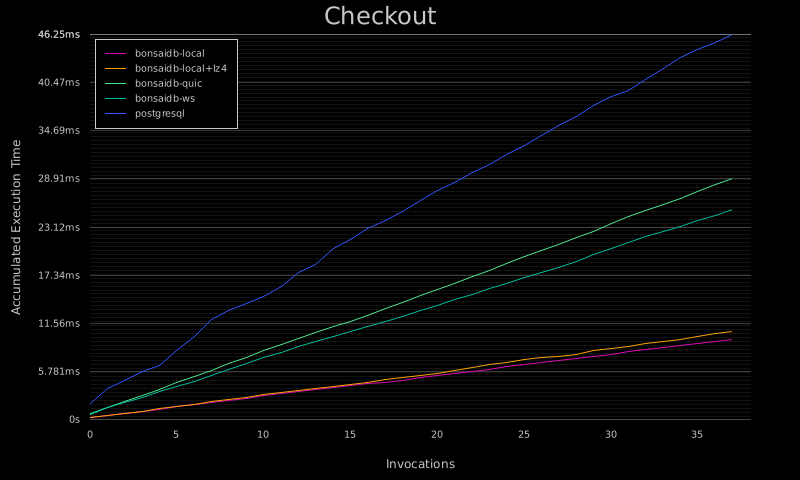 Checkout
46.25ms
40.47ms
34.69ms
28.91ms
23.12ms
17.34ms
11.56ms
5.781ms
0s
Accumulated Execution Time
bonsaidb-local
bonsaidb-local+lz4
bonsaidb-quic
bonsaidb-ws
postgresql
0 5 10 15 20 25 30 35
Invocations